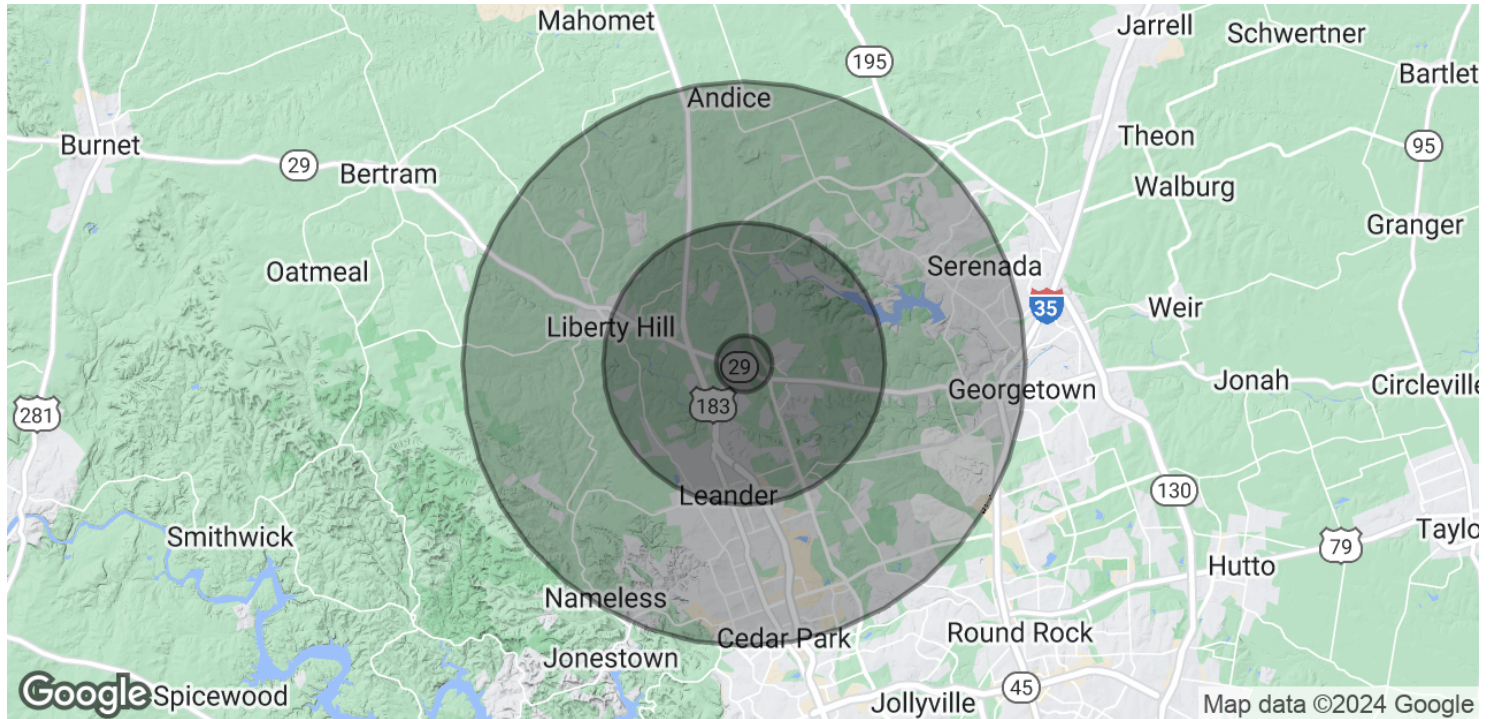 Mahomet
Jarrell
Schwertner
195
Bartlet
Andice
Burnet
Theon
95
29
Bertram
Walburg
Granger
Oatmeal
Serenada
35
Weir
Liberty Hill
29
Georgetown
Jonah
Circleville
281
183
130
Leander
Smithwick
79
Taylo
Hutto
Nameless
Cedar Park
Round Rock
Jonestown
45
Google
Spicewood
Jollyville
Map data ©2024 Google